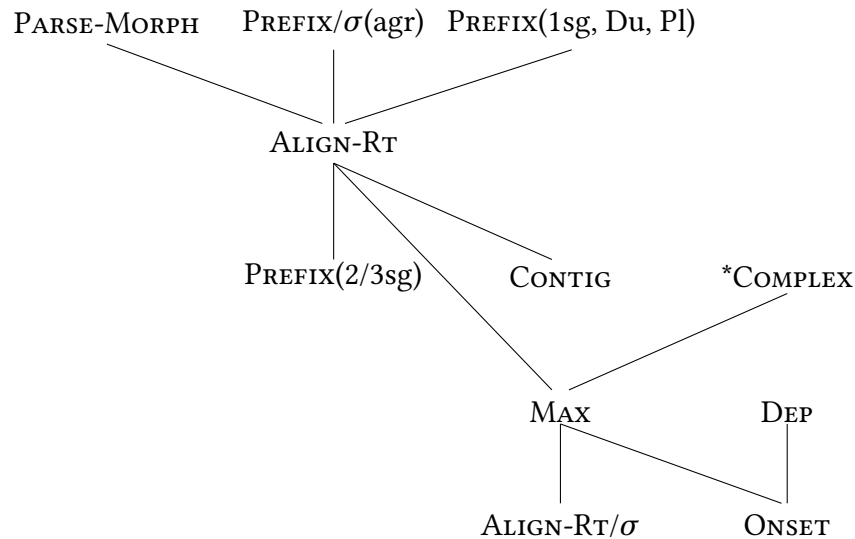 PARSE-MORPH PREFIX/σ(agr) PREFIX(1sg, Du, Pl)
ALIGN-RT
PREFIX(2/3sg) CONTIG *COMPLEX
MAX DEP
ALIGN-RT/σ ONSET